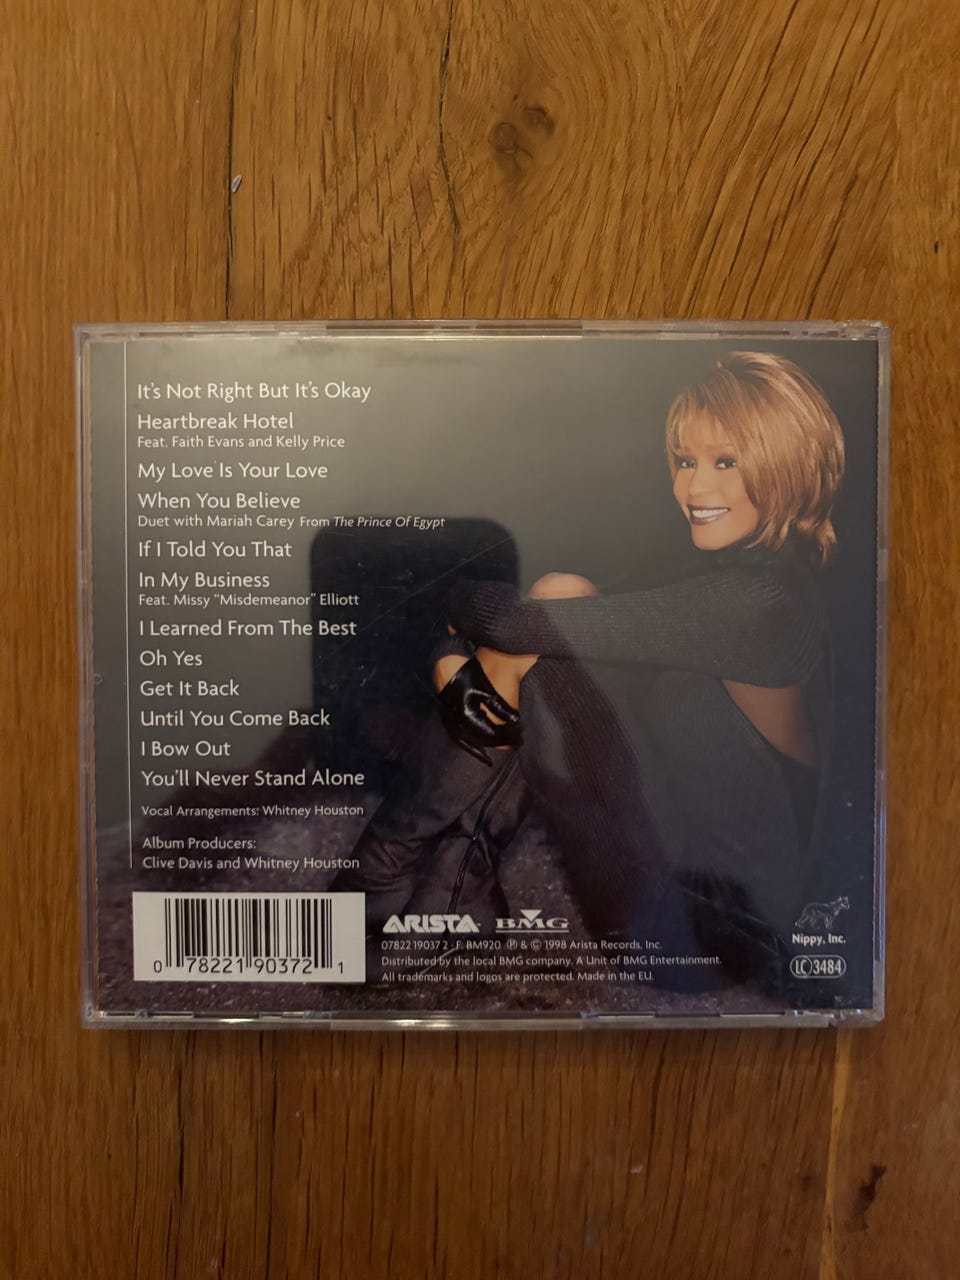 It's Not Right But It's Okay
Heartbreak Hotel
Feat. Faith Evans and Kelly Price
My Love Is Your Love
When You Believe
Duet with Mariah Carey From The Prince Of Egypt
If I Told You That
In My Business
Feat. Missy "Misdemeanor" Elliott
I Learned From The Best
Oh Yes
Get It Back
Until You Come Back
I Bow Out
You'll Never Stand Alone
Vocal Arrangements: Whitney Houston
Album Producers:
Clive Davis and Whitney Houston
0 78221 90372 1
ARISTA BMG
07822 19037 2 · F: BM920 ℗ & © 1998 Arista Records, Inc.
Distributed by the local BMG company. A Unit of BMG Entertainment.
All trademarks and logos are protected. Made in the EU.
Nippy, Inc.
LC 3484